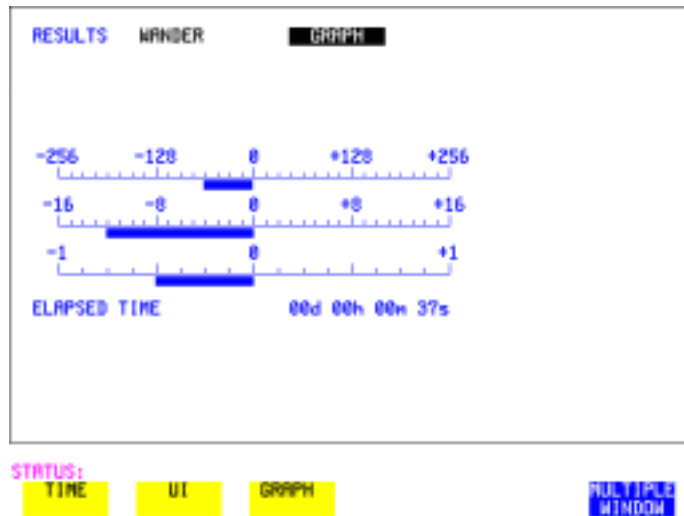 RESULTS WANDER GRAPH
-256 -128 0 +128 +256
-16 -8 0 +8 +16
-1 0 +1
ELAPSED TIME 00d 00h 00m 37s
STATUS:
TIME UI GRAPH MULTIPLE
WINDOW